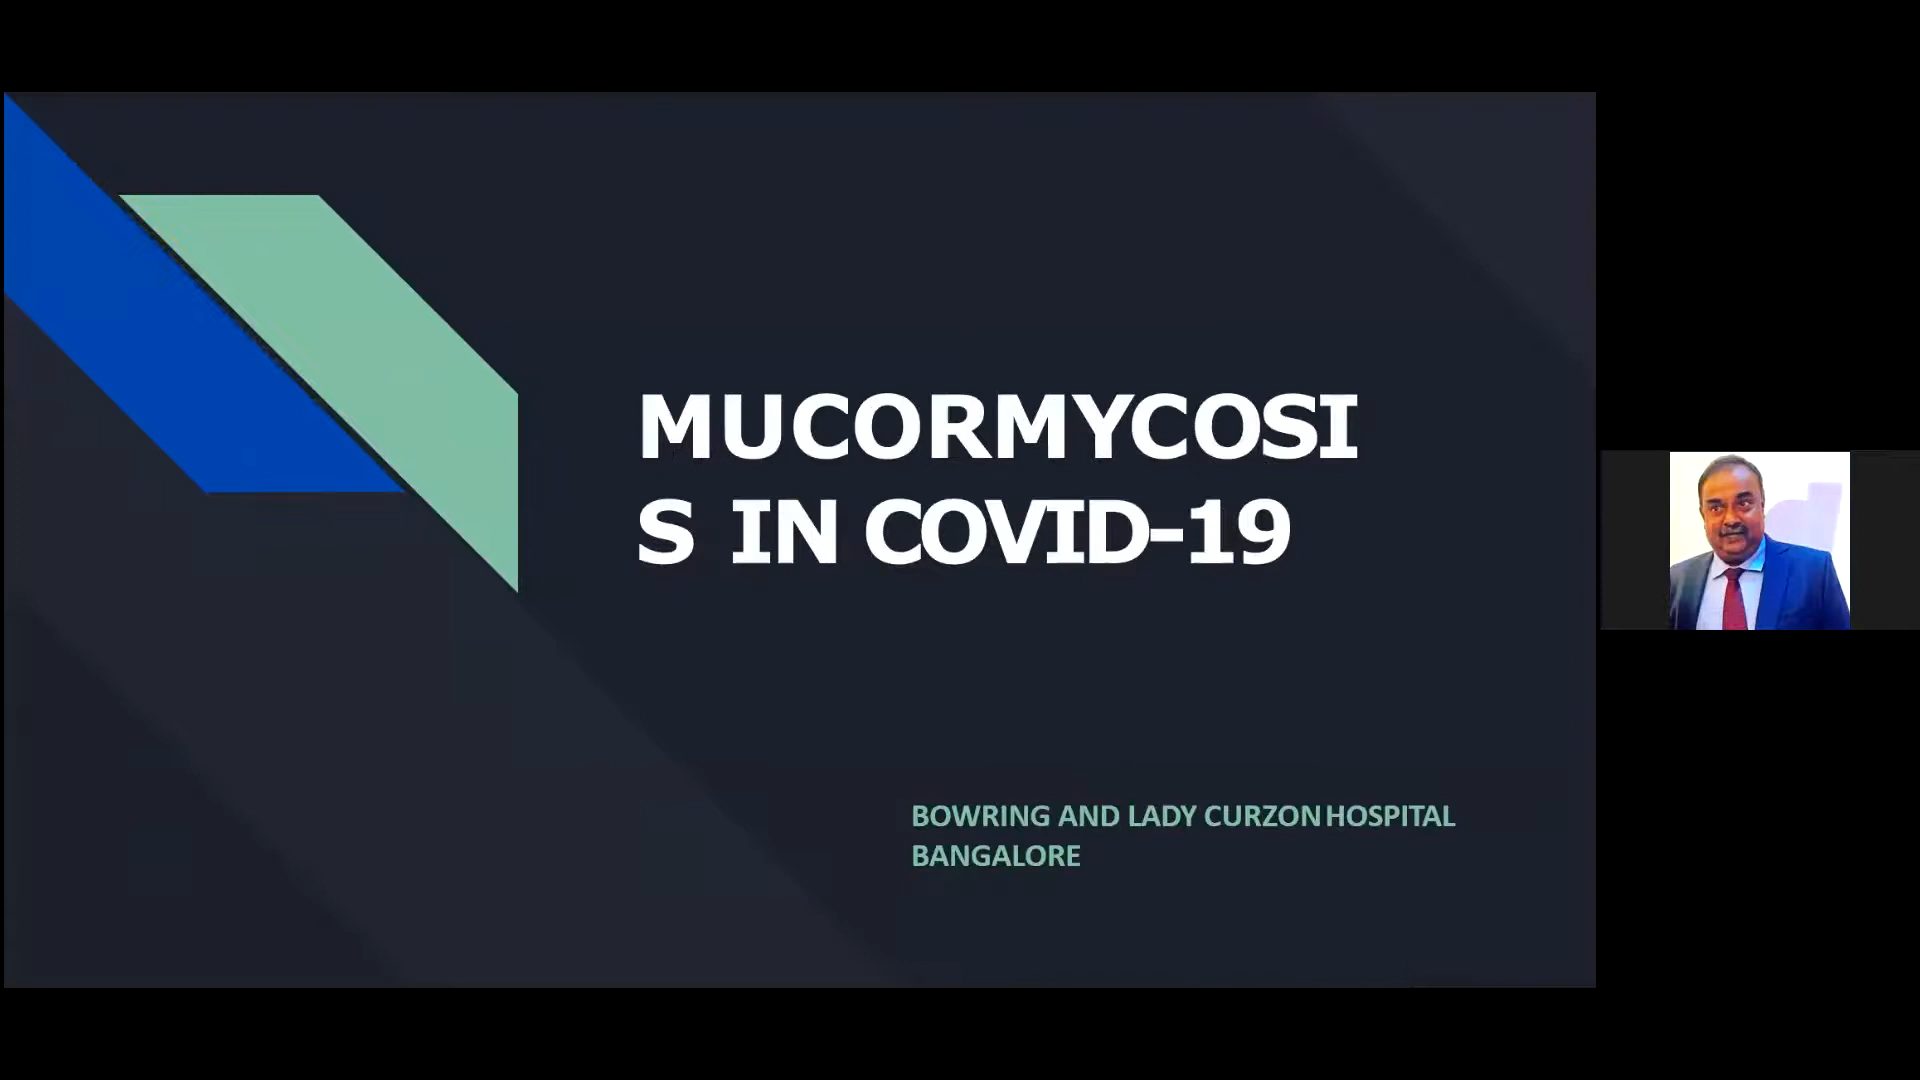 MUCORMYCOSI
S IN COVID-19
BOWRING AND LADY CURZON HOSPITAL
BANGALORE